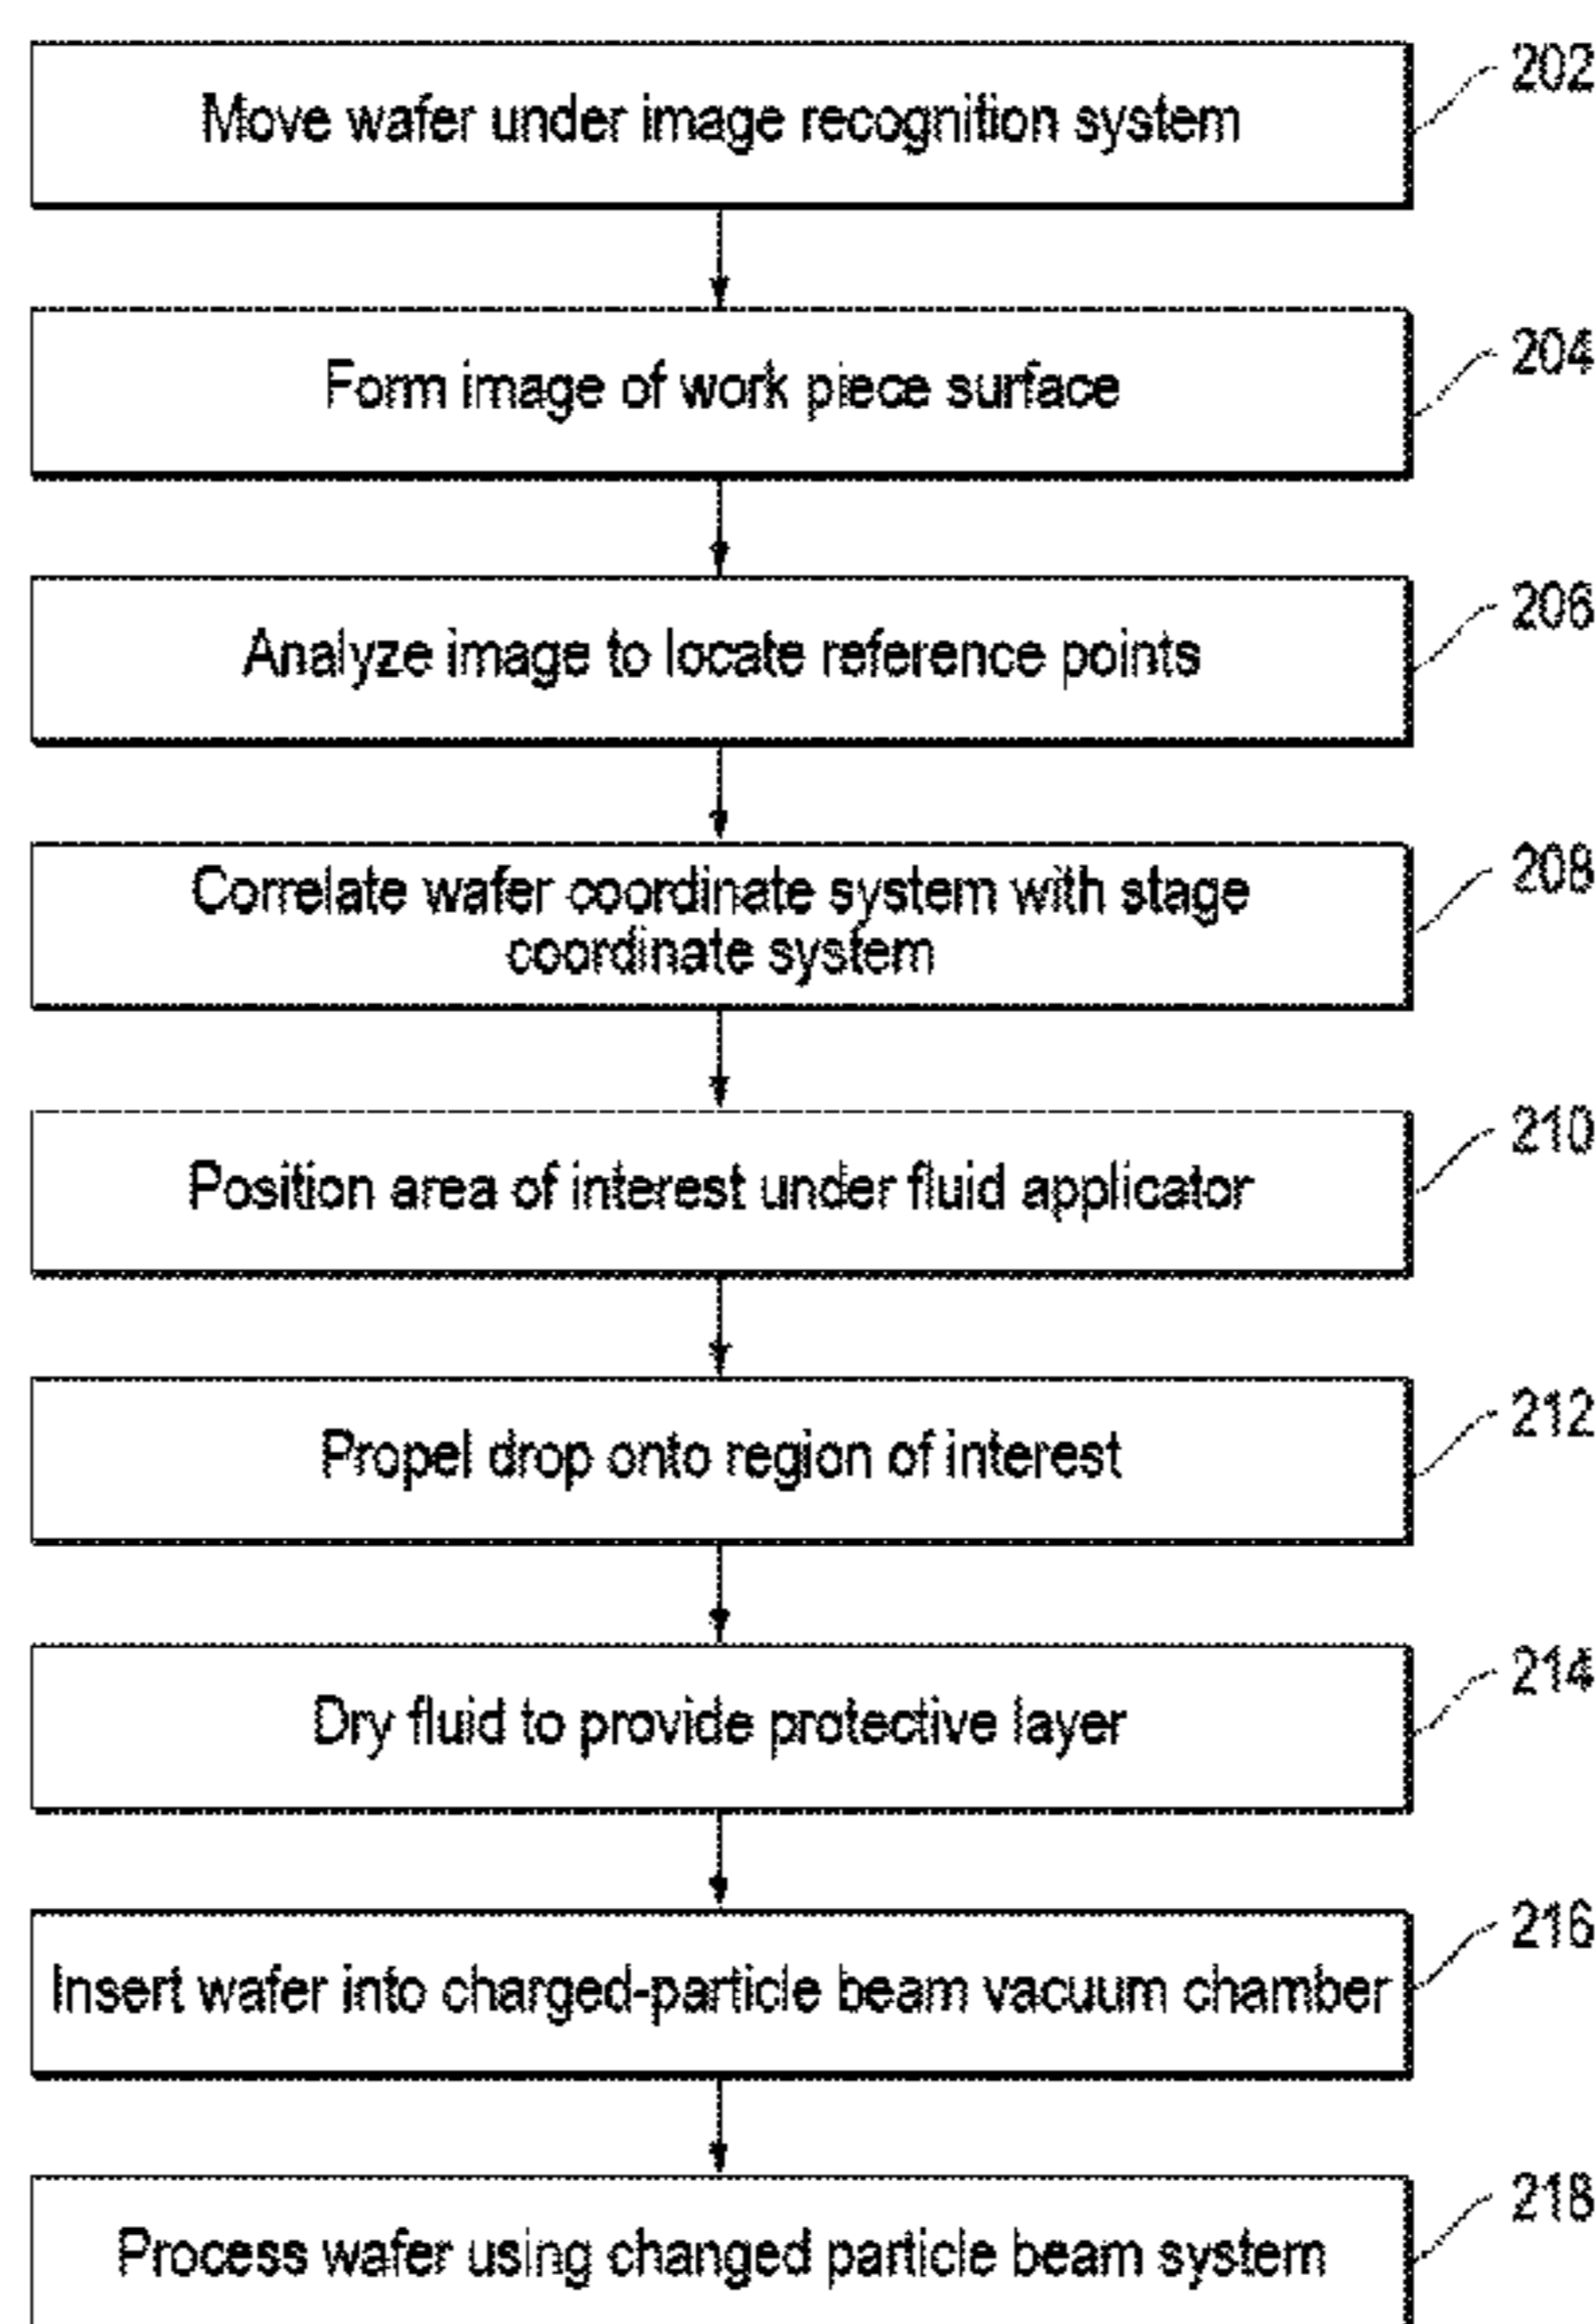 Move wafer under image recognition system
202
Form image of work piece surface
204
Analyze image to locate reference points
206
Correlate wafer coordinate system with stage
coordinate system
208
Position area of interest under fluid applicator
210
Propel drop onto region of interest
212
Dry fluid to provide protective layer
214
Insert wafer into charged-particle beam vacuum chamber
216
Process wafer using changed particle beam system
218